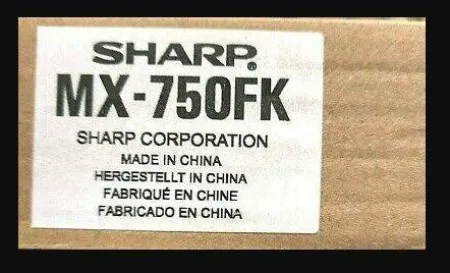 SHARP.
MX-750FK
SHARP CORPORATION
MADE IN CHINA
HERGESTELLT IN CHINA
FABRIQUÉ EN CHINE
FABRICADO EN CHINA